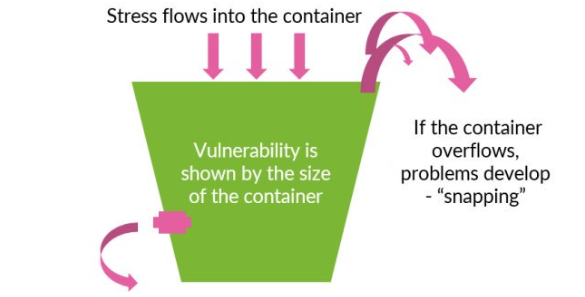 Stress flows into the container
Vulnerability is
shown by the size
of the container
If the container
overflows,
problems develop
- “snapping”